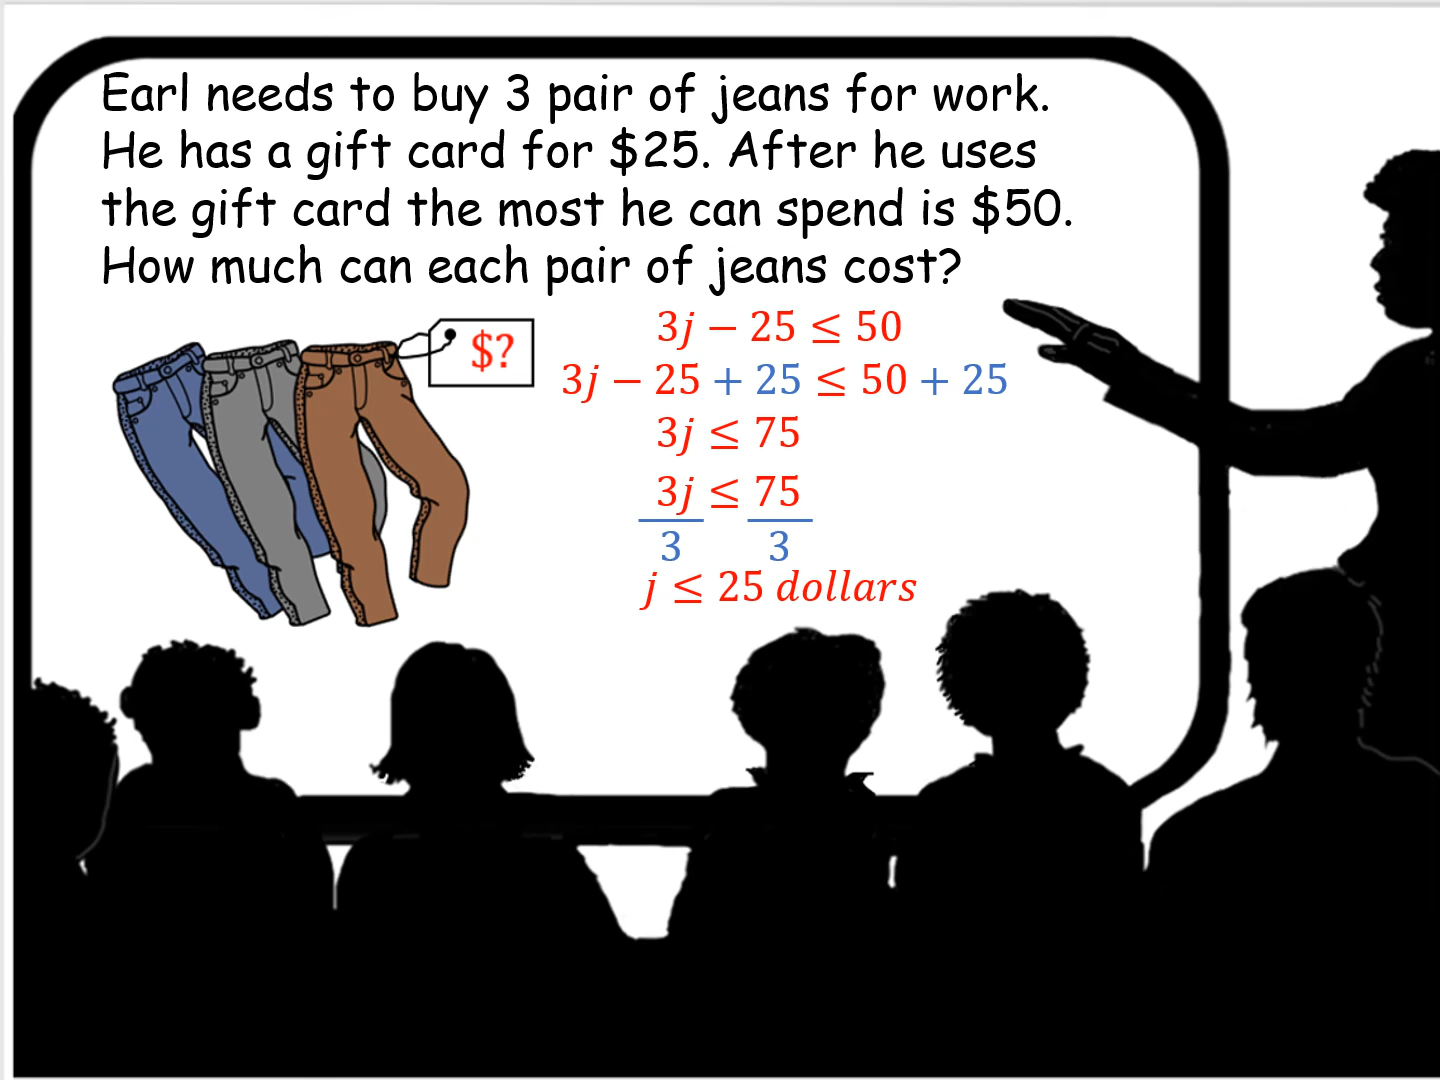 Earl needs to buy 3 pair of jeans for work.
He has a gift card for $25. After he uses
the gift card the most he can spend is $50.
How much can each pair of jeans cost?
$?
3j − 25 ≤ 50
3j − 25 + 25 ≤ 50 + 25
3j ≤ 75
3j ≤ 75
3 3
j ≤ 25 dollars